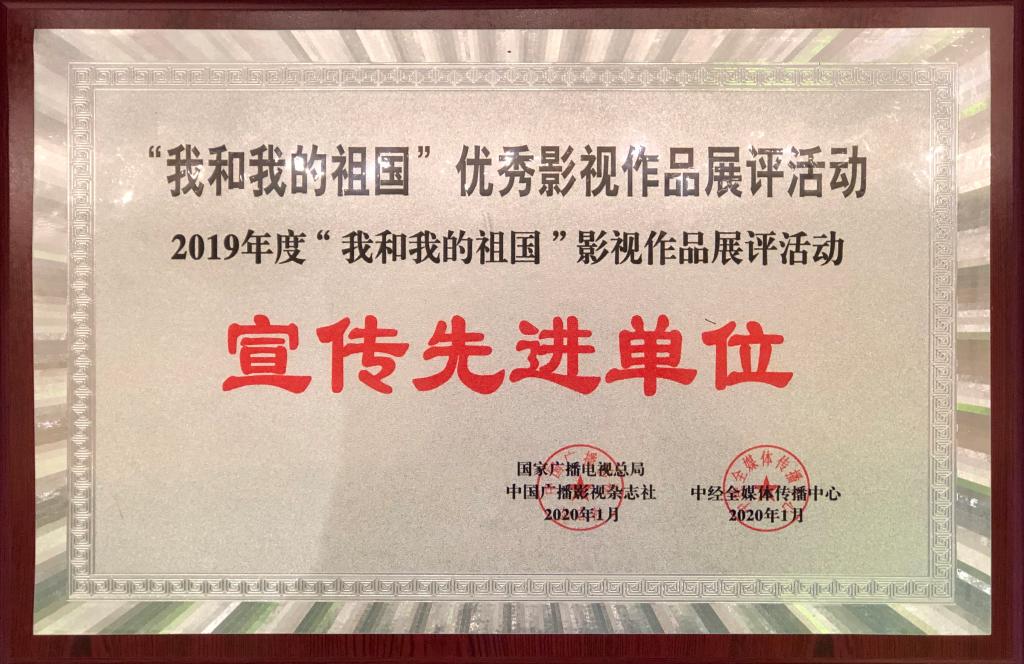 “我和我的祖国”优秀影视作品展评活动
2019年度“我和我的祖国”影视作品展评活动
宣传先进单位
国家广播电视总局
中国广播影视杂志社
2020年1月
中经全媒体传播中心
2020年1月